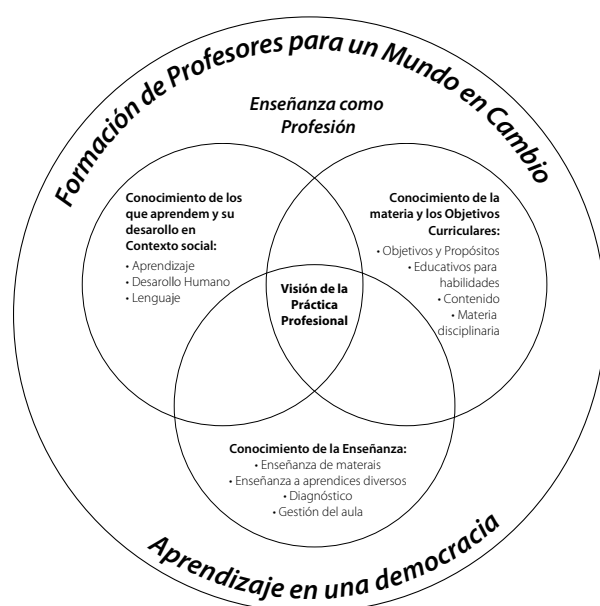 Formación de Profesores para un Mundo en Cambio
Enseñanza como
Profesión
Conocimiento de los
que aprendem y su
desarollo en
Contexto social:
• Aprendizaje
• Desarollo Humano
• Lenguaje
Conocimiento de la
materia y los Objetivos
Curriculares:
• Objetivos y Propósitos
• Educativos para
habilidades
• Contenido
• Materia
disciplinaria
Visión de la
Práctica
Profesional
Conocimiento de la Enseñanza:
• Enseñanza de materais
• Enseñanza a aprendices diversos
• Diagnóstico
• Gestión del aula
Aprendizaje en una democracia